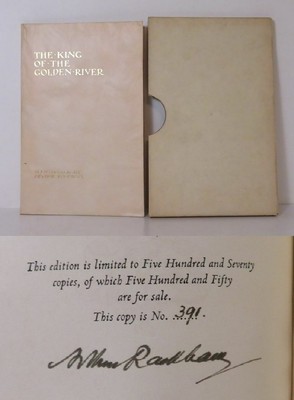 THE·KING
OF·THE
GOLDEN·RIVER
This edition is limited to Five Hundred and Seventy
copies, of which Five Hundred and Fifty
are for sale.
This copy is No. 391.
Arthur Rackham